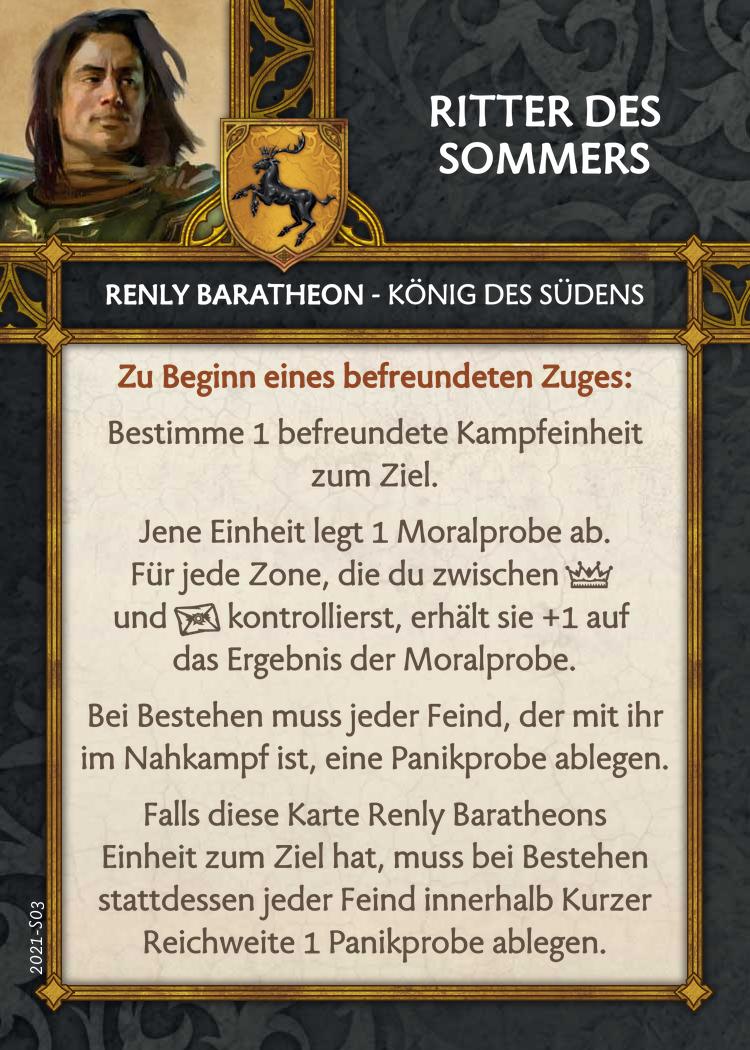 RITTER DES
SOMMERS
RENLY BARATHEON - KÖNIG DES SÜDENS
Zu Beginn eines befreundeten Zuges:
Bestimme 1 befreundete Kampfeinheit
zum Ziel.
Jene Einheit legt 1 Moralprobe ab.
Für jede Zone, die du zwischen
und kontrollierst, erhält sie +1 auf
das Ergebnis der Moralprobe.
Bei Bestehen muss jeder Feind, der mit ihr
im Nahkampf ist, eine Panikprobe ablegen.
Falls diese Karte Renly Baratheons
Einheit zum Ziel hat, muss bei Bestehen
stattdessen jeder Feind innerhalb Kurzer
Reichweite 1 Panikprobe ablegen.
2021-S03